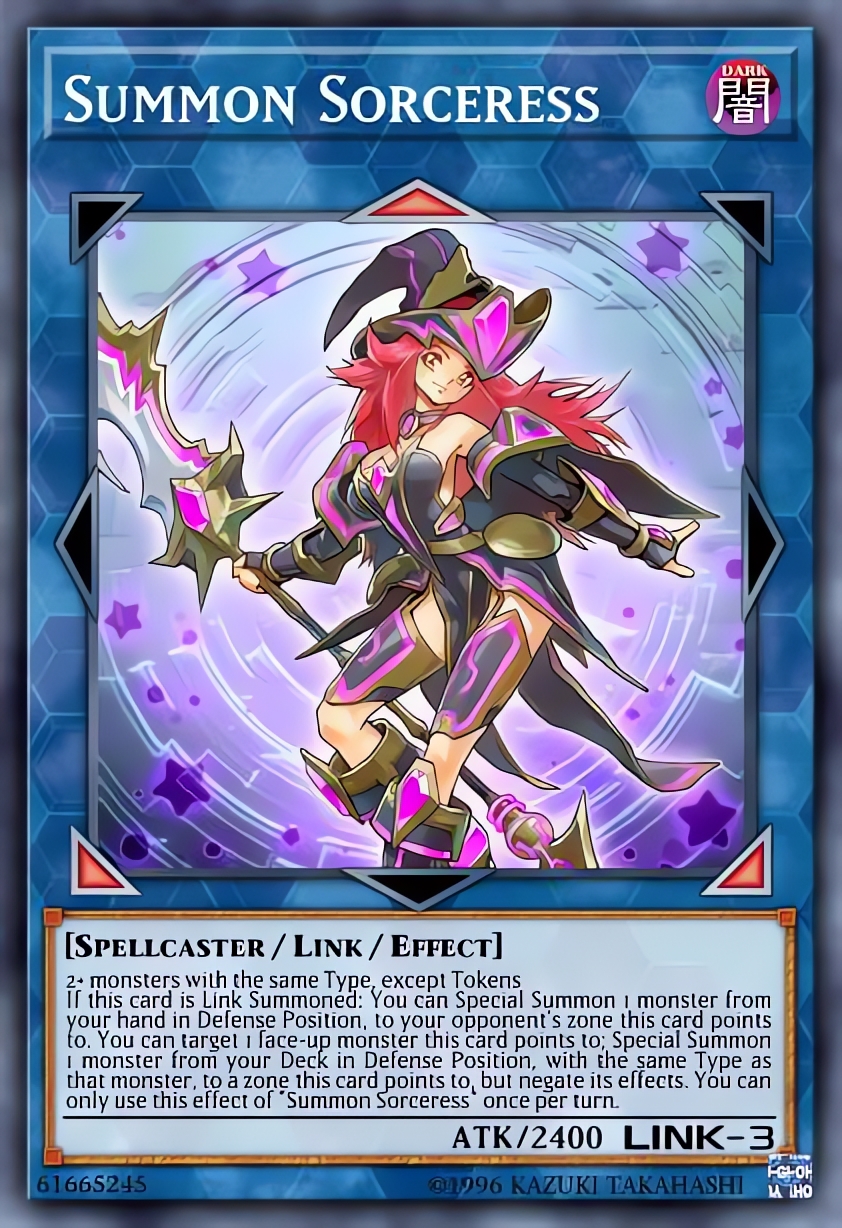 SUMMON SORCERESS
DARK
闇
[SPELLCASTER / LINK / EFFECT]
2+ monsters with the same Type, except Tokens
If this card is Link Summoned: You can Special Summon 1 monster from
your hand in Defense Position, to your opponent's zone this card points
to. You can target 1 face-up monster this card points to; Special Summon
1 monster from your Deck in Defense Position, with the same Type as
that monster, to a zone this card points to, but negate its effects. You can
only use this effect of "Summon Sorceress" once per turn.
ATK/2400 LINK-3
61665245
©1996 KAZUKI TAKAHASHI